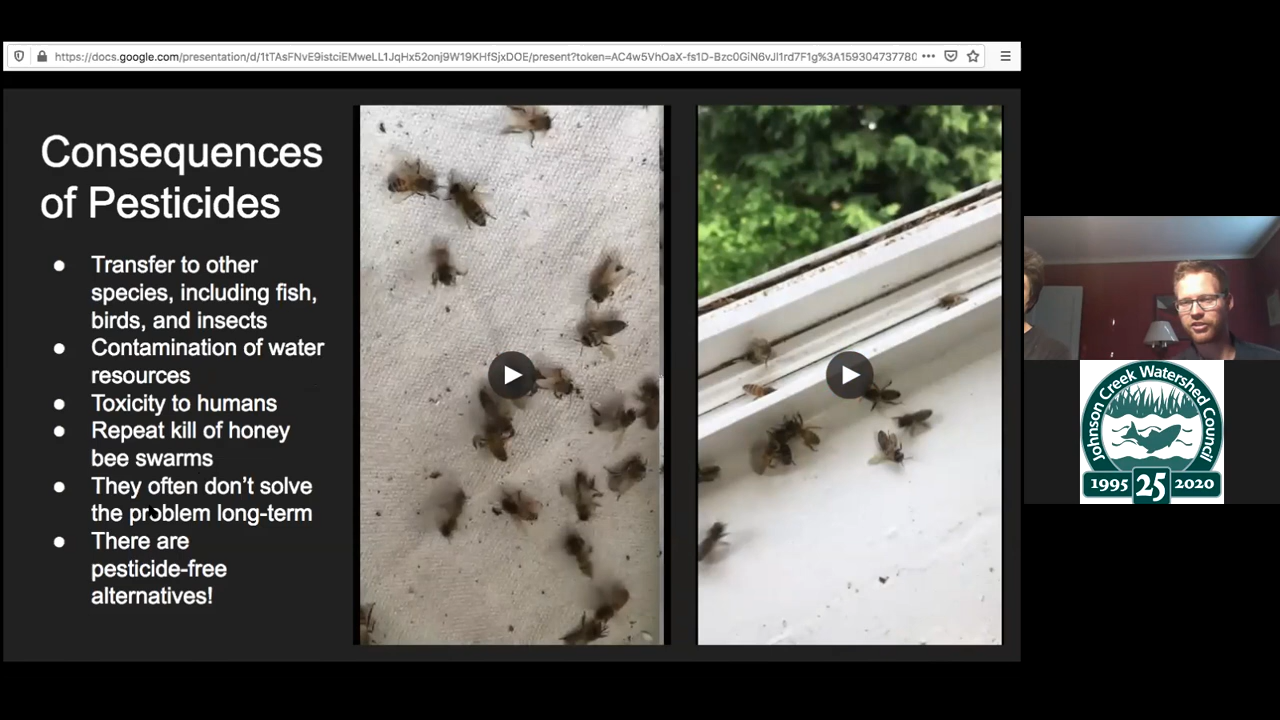 https://docs.google.com/presentation/d/1tTAsFNvE9istciEMweLL1JqHx52onj9W19KHfSjxDOE/present?token=AC4w5VhOaX-fs1D-Bzc0GiN6vJl1rd7F1g%3A159304737780
Consequences
of Pesticides
● Transfer to other
species, including fish,
birds, and insects
● Contamination of water
resources
● Toxicity to humans
● Repeat kill of honey
bee swarms
● They often don’t solve
the problem long-term
● There are
pesticide-free
alternatives!
Johnson Creek Watershed Council
1995 25 2020